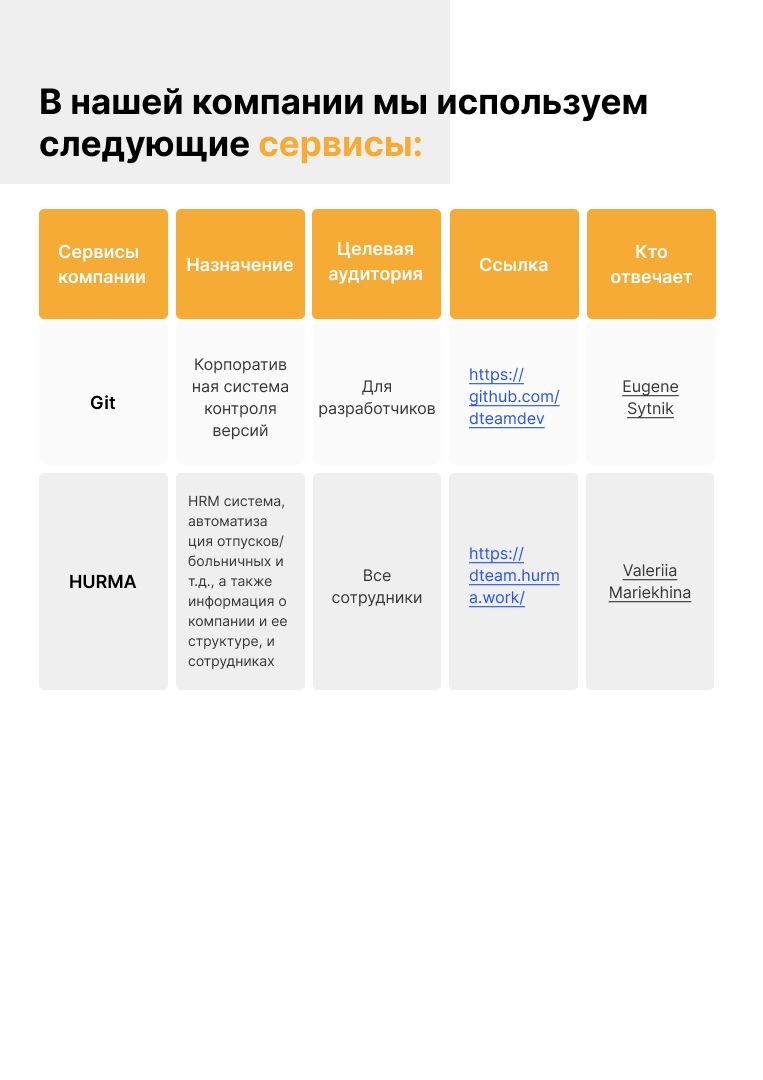 В нашей компании мы используем
следующие сервисы:
Сервисы
компании
Назначение
Целевая
аудитория
Ссылка
Кто
отвечает
Git
Корпоратив
ная система
контроля
версий
Для
разработчиков
https://
github.com/
dteamdev
Eugene
Sytnik
HURMA
HRM система,
автоматиза
ция отпусков/
больничных и
т.д., а также
информация о
компании и ее
структуре, и
сотрудниках
Все
сотрудники
https://
dteam.hurm
a.work/
Valeriia
Mariekhina